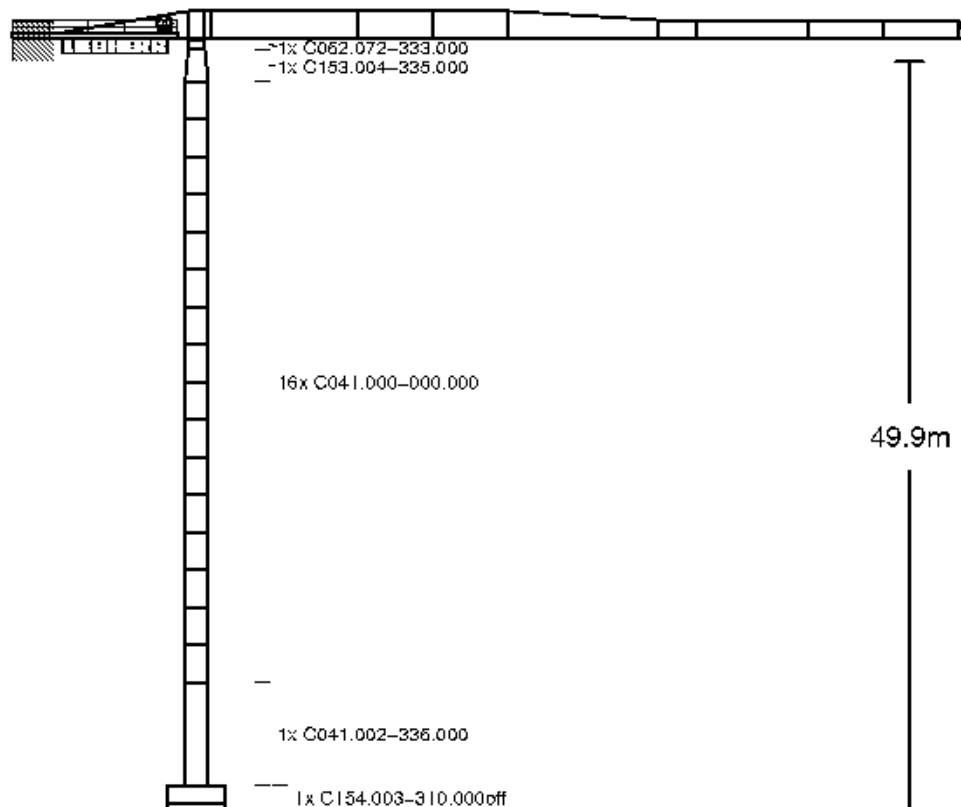 LIEBHERR
1x C062.072-333.000
1x C153.004-335.000
16x C041.000-000.000
49.9m
1x C041.002-336.000
1x C154.003-310.000off